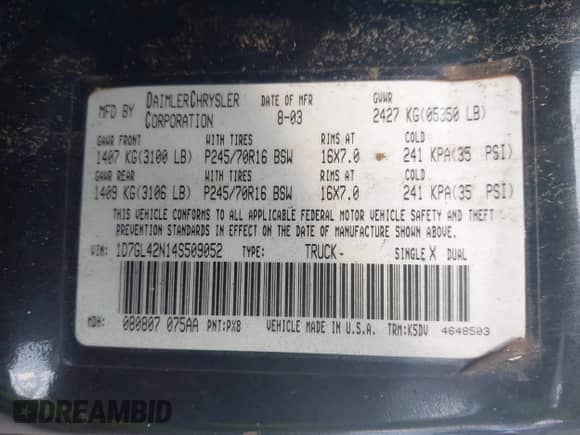 MFD BY DAIMLERCHRYSLER CORPORATION DATE OF MFR 8-03 GVWR 2427 KG(05350 LB)
GAWR FRONT WITH TIRES RIMS AT COLD
1407 KG(3100 LB) P245/70R16 BSW 16X7.0 241 KPA(35 PSI)
GAWR REAR WITH TIRES RIMS AT COLD
1409 KG(3106 LB) P245/70R16 BSW 16X7.0 241 KPA(35 PSI)
THIS VEHICLE CONFORMS TO ALL APPLICABLE FEDERAL MOTOR VEHICLE SAFETY AND THEFT
PREVENTION STANDARDS IN EFFECT ON THE DATE OF MANUFACTURE SHOWN ABOVE.
VIN: 1D7GL42N14S509052 TYPE: TRUCK- SINGLE X DUAL
MDH: 080807 075AA PNT:PX8 VEHICLE MADE IN U.S.A. TRM:K5DV 4648503
DREAMBID